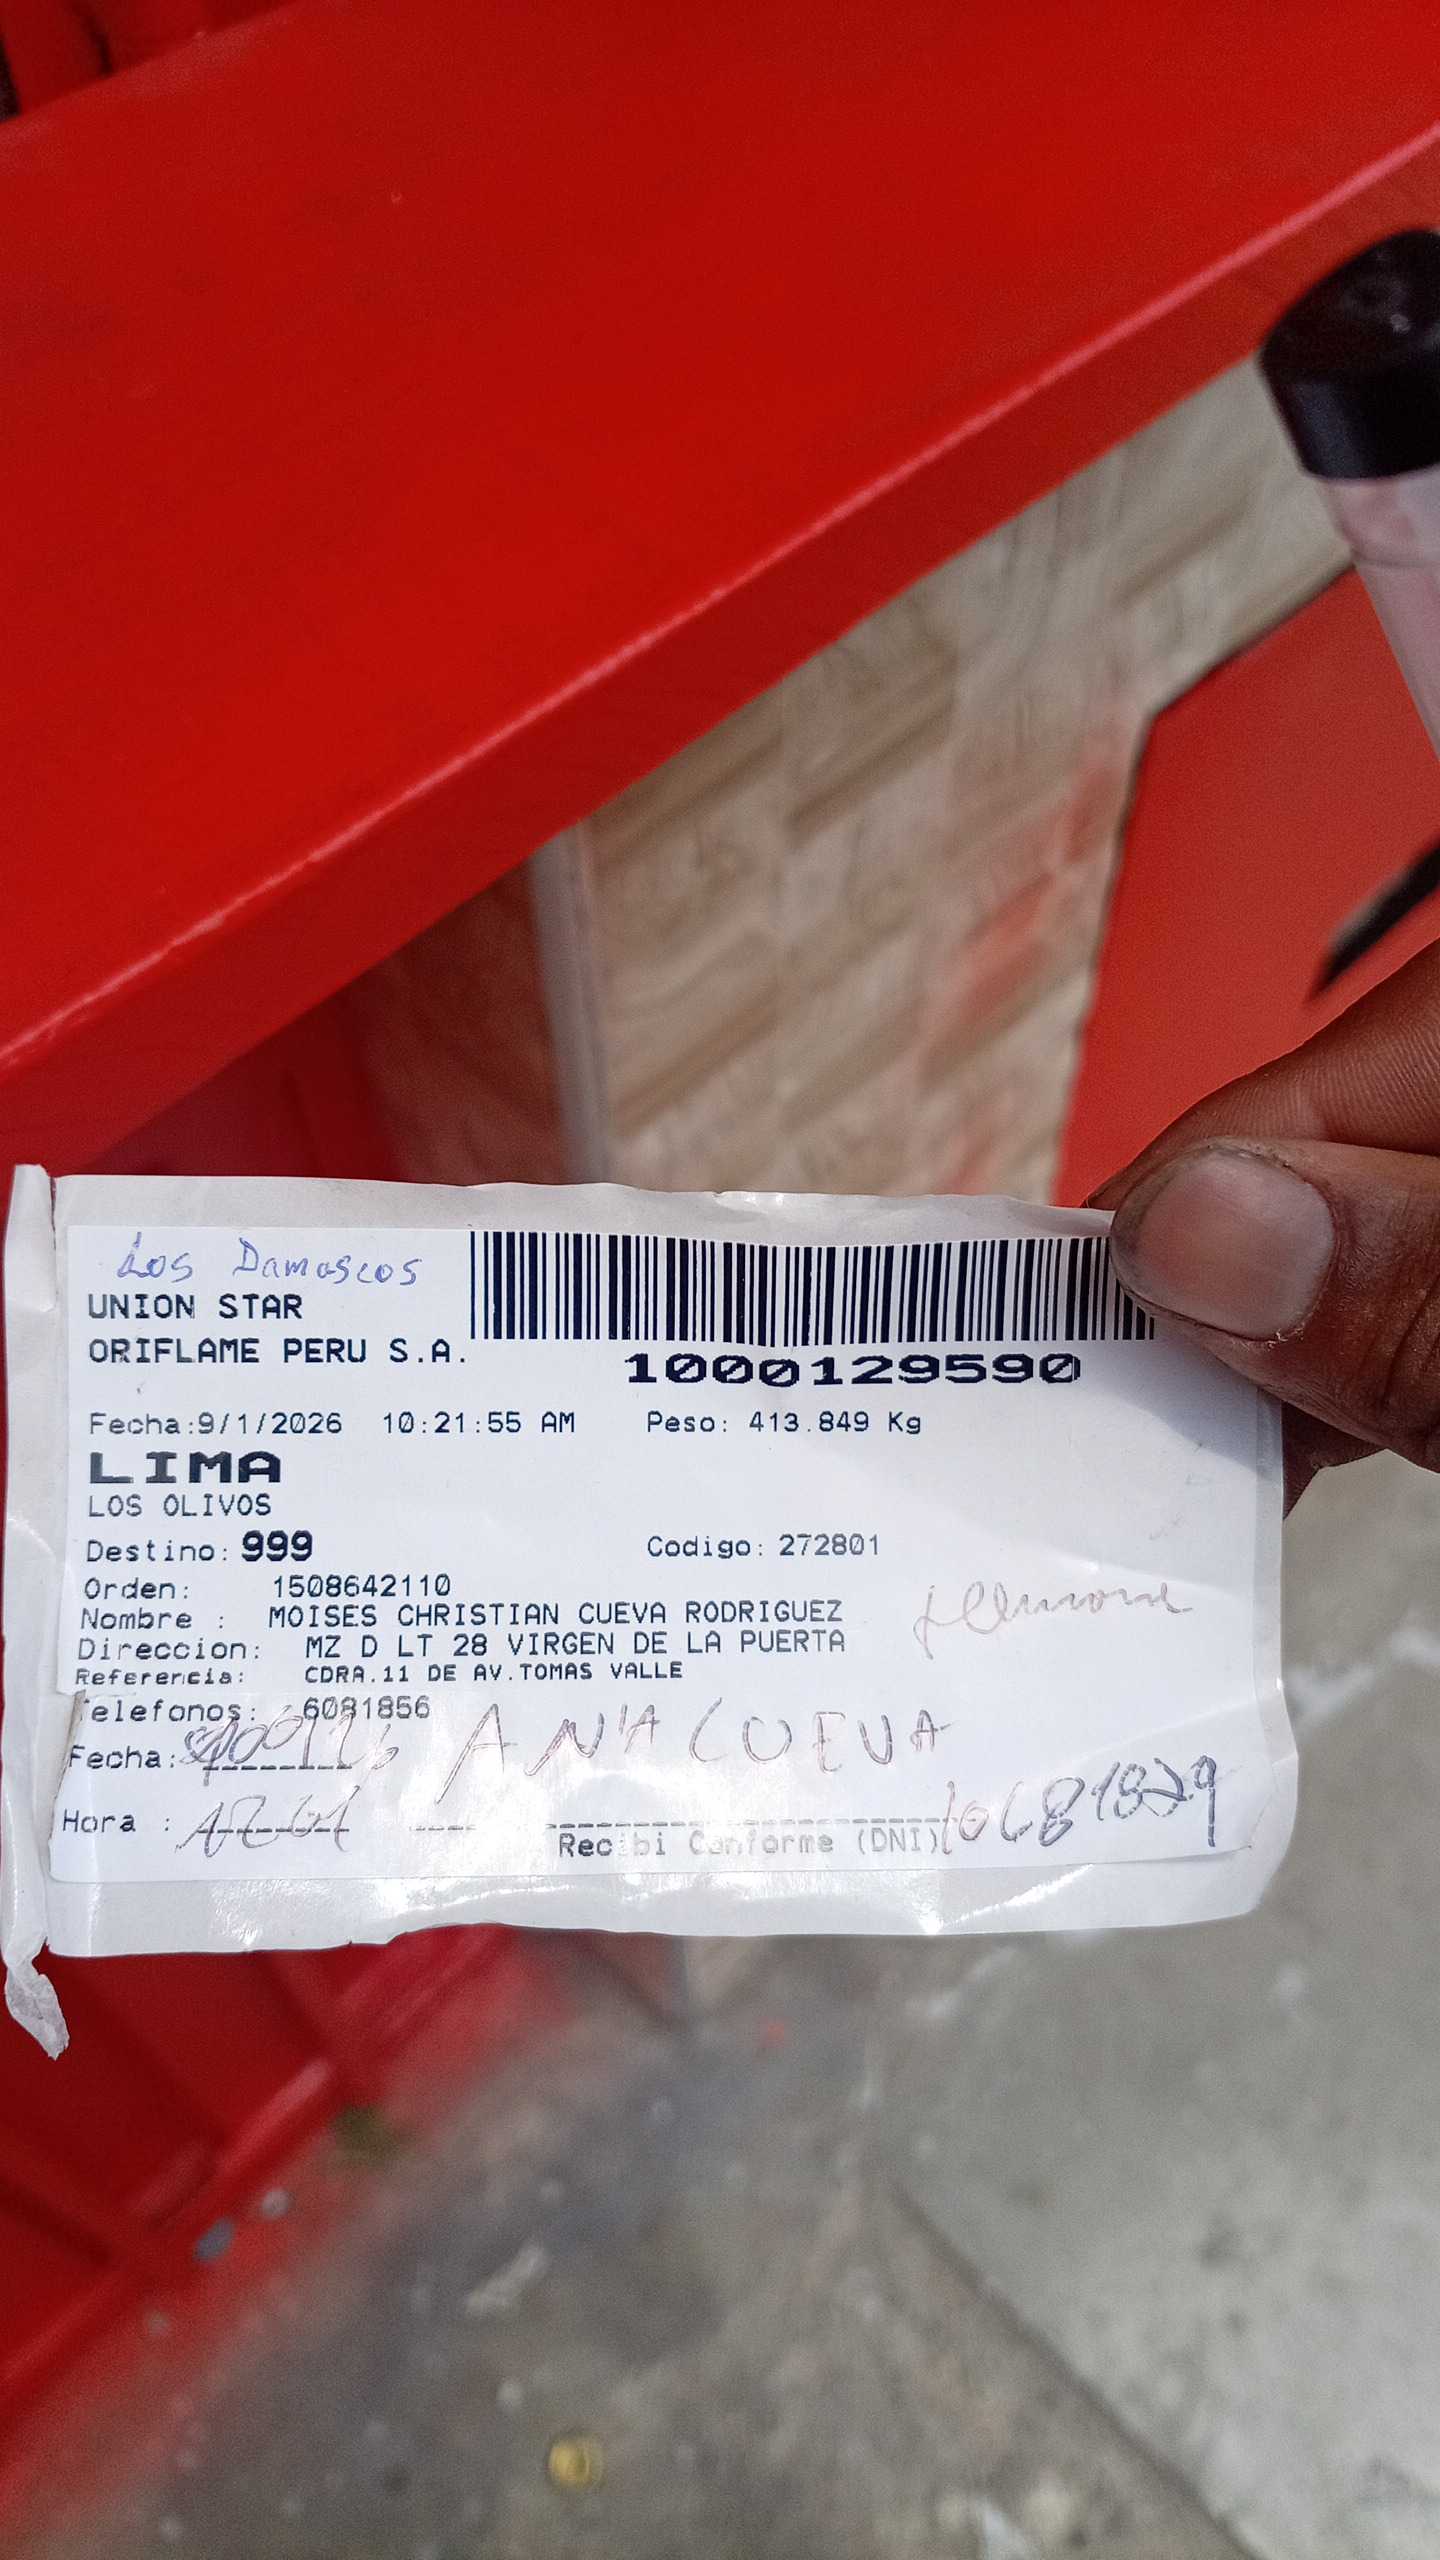 Los Damascos
UNION STAR
ORIFLAME PERU S.A.
1000129590
Fecha:9/1/2026 10:21:55 AM Peso: 413.849 Kg
LIMA
LOS OLIVOS
Destino: 999 Codigo: 272801
Orden: 1508642110
Nombre : MOISES CHRISTIAN CUEVA RODRIGUEZ
Direccion: MZ D LT 28 VIRGEN DE LA PUERTA
Referencia: CDRA.11 DE AV.TOMAS VALLE
Telefonos: 6081856
Fecha: ANA CUEVA
Hora :
Recibi Conforme (DNI)